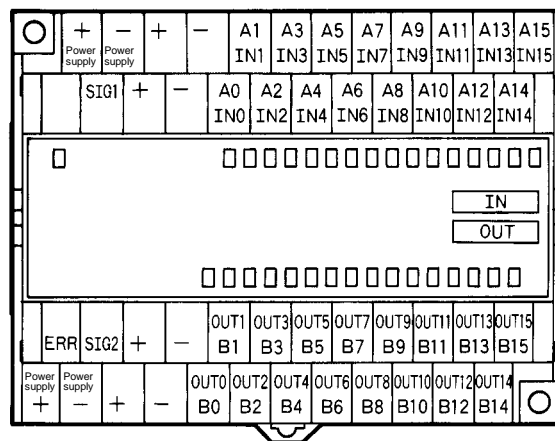 + − + − A1 A3 A5 A7 A9 A11 A13 A15
Power supply Power supply IN1 IN3 IN5 IN7 IN9 IN11 IN13 IN15
SIG1 + − A0 A2 A4 A6 A8 A10 A12 A14
IN0 IN2 IN4 IN6 IN8 IN10 IN12 IN14
IN
OUT
OUT1 OUT3 OUT5 OUT7 OUT9 OUT11 OUT13 OUT15
ERR SIG2 + − B1 B3 B5 B7 B9 B11 B13 B15
Power supply Power supply OUT0 OUT2 OUT4 OUT6 OUT8 OUT10 OUT12 OUT14
+ − + − B0 B2 B4 B6 B8 B10 B12 B14